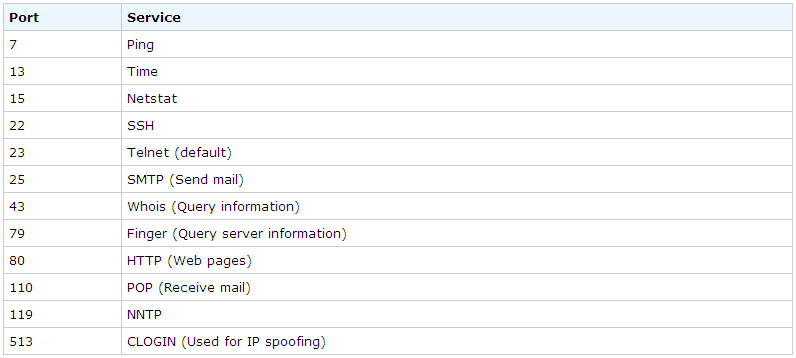 Port Service
7 Ping
13 Time
15 Netstat
22 SSH
23 Telnet (default)
25 SMTP (Send mail)
43 Whois (Query information)
79 Finger (Query server information)
80 HTTP (Web pages)
110 POP (Receive mail)
119 NNTP
513 CLOGIN (Used for IP spoofing)